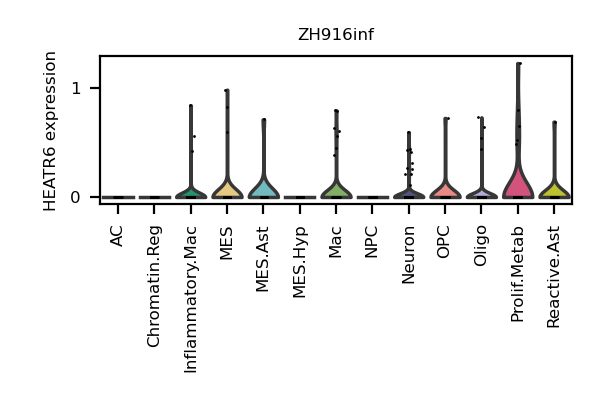 ZH916inf
HEATR6 expression
1
0
AC
Chromatin.Reg
Inflammatory.Mac
MES
MES.Ast
MES.Hyp
Mac
NPC
Neuron
OPC
Oligo
Prolif.Metab
Reactive.Ast